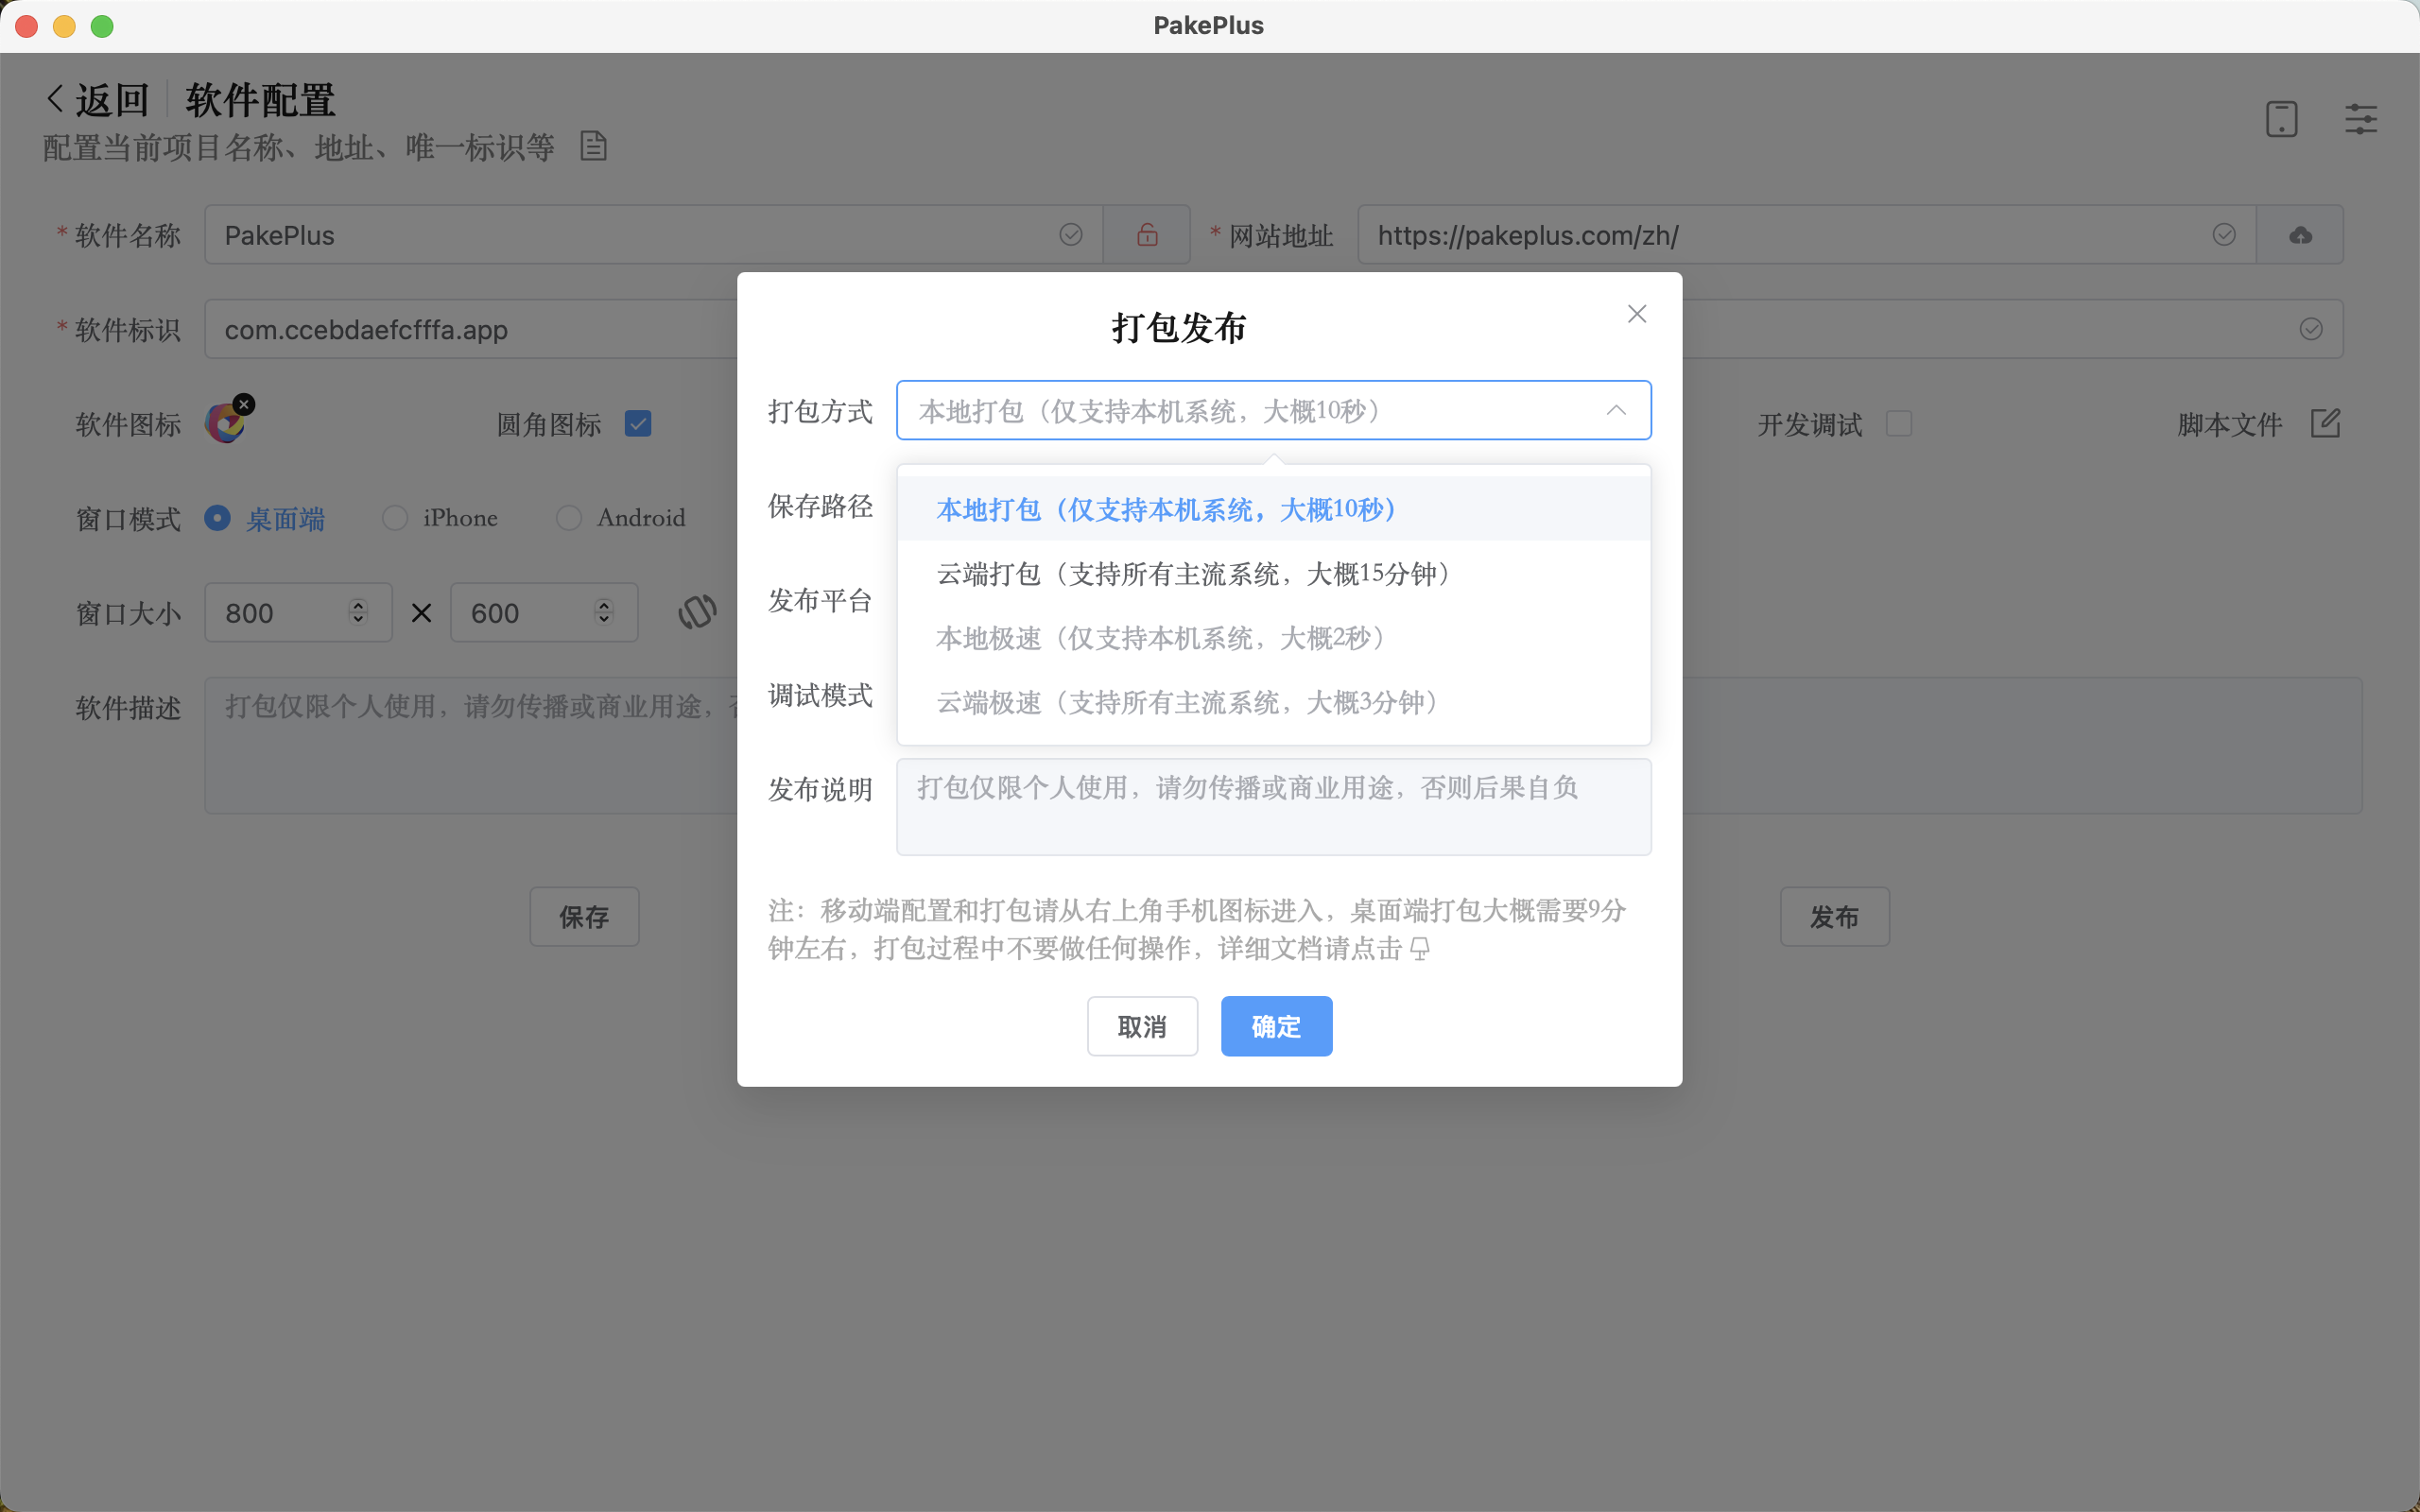 PakePlus
返回 软件配置
配置当前项目名称、地址、唯一标识等
* 软件名称 PakePlus * 网站地址 https://pakeplus.com/zh/
* 软件标识 com.ccebdaefcfffa.app
软件图标 圆角图标 开发调试 脚本文件
窗口模式 桌面端 iPhone Android
窗口大小 800 × 600
软件描述 打包仅限个人使用，请勿传播或商业用途，
保存 发布
打包发布
打包方式 本地打包（仅支持本机系统，大概10秒）
保存路径
发布平台
调试模式
本地打包（仅支持本机系统，大概10秒）
云端打包（支持所有主流系统，大概15分钟）
本地极速（仅支持本机系统，大概2秒）
云端极速（支持所有主流系统，大概3分钟）
发布说明 打包仅限个人使用，请勿传播或商业用途，否则后果自负
注：移动端配置和打包请从右上角手机图标进入，桌面端打包大概需要9分
钟左右，打包过程中不要做任何操作，详细文档请点击
取消 确定